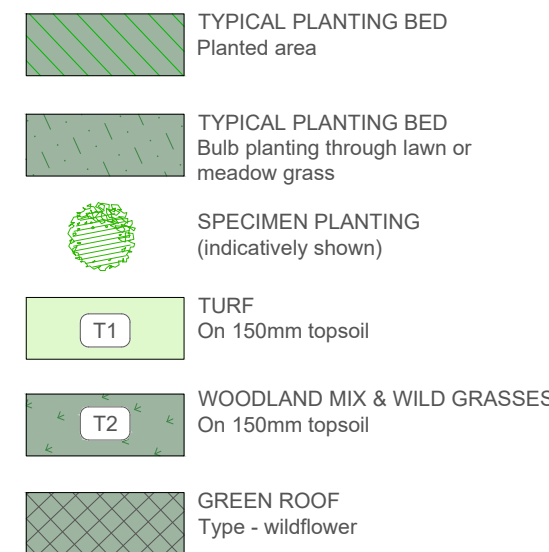 TYPICAL PLANTING BED
Planted area
TYPICAL PLANTING BED
Bulb planting through lawn or
meadow grass
SPECIMEN PLANTING
(indicatively shown)
T1
TURF
On 150mm topsoil
T2
WOODLAND MIX & WILD GRASSES
On 150mm topsoil
GREEN ROOF
Type - wildflower